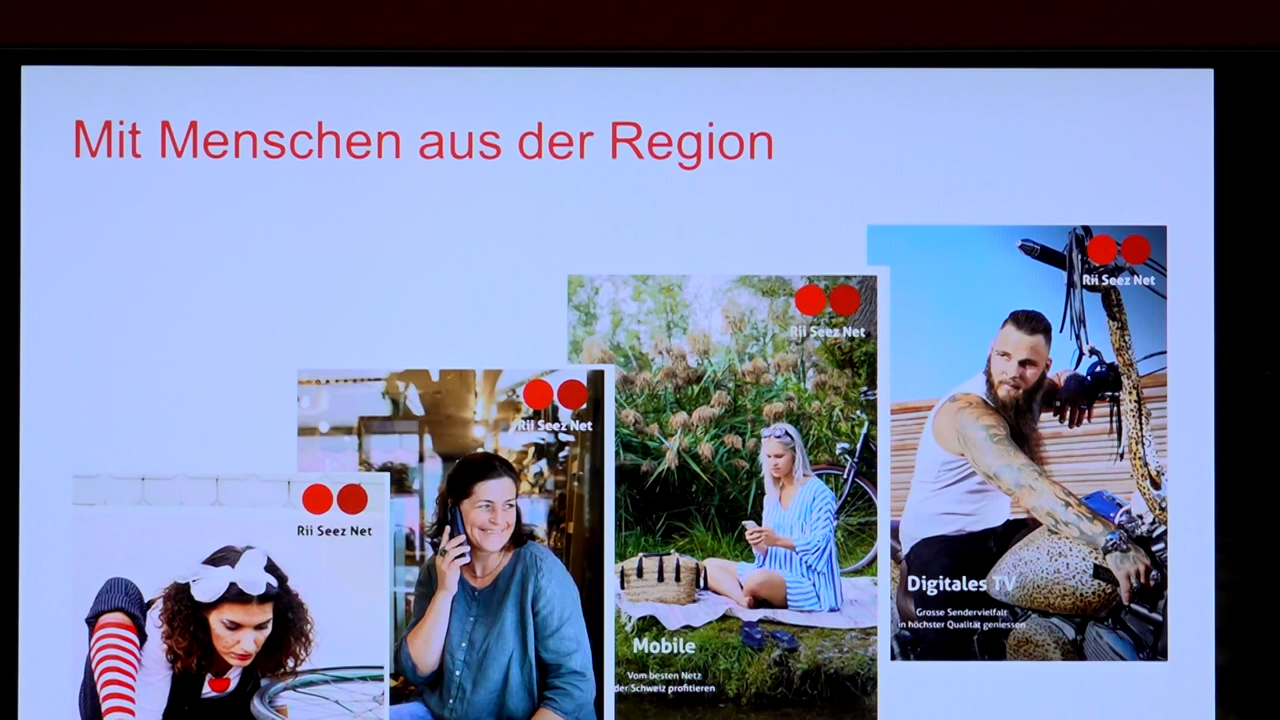 Mit Menschen aus der Region
Rii Seez Net
Rii Seez Net
Rii Seez Net
Rii Seez Net
Digitales TV
Grosse Sendervielfalt
in höchster Qualität geniessen
Mobile
Vom besten Netz
der Schweiz profitieren